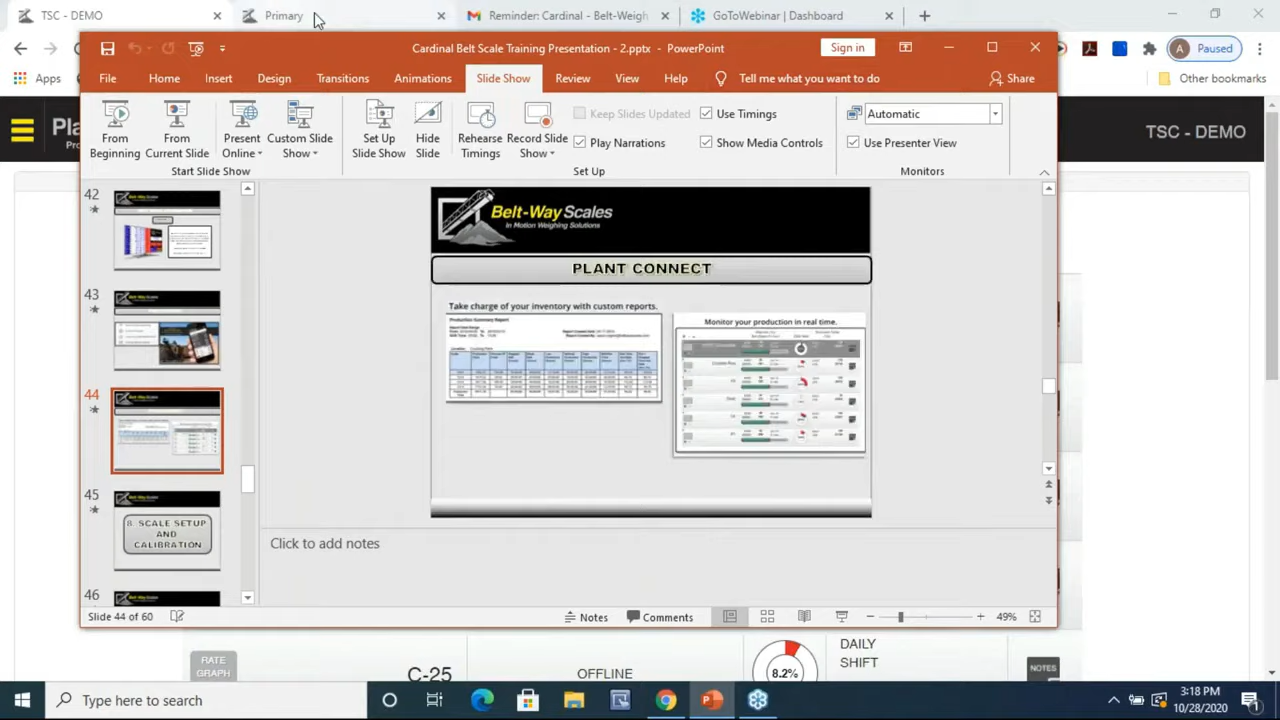 TSC - DEMO
Primary
Reminder: Cardinal - Belt-Weigh
GoToWebinar | Dashboard
Paused
Apps
Other bookmarks
TSC - DEMO
Cardinal Belt Scale Training Presentation - 2.pptx - PowerPoint
Sign in
File
Home
Insert
Design
Transitions
Animations
Slide Show
Review
View
Help
Tell me what you want to do
Share
From Beginning
From Current Slide
Present Online
Custom Slide Show
Set Up Slide Show
Hide Slide
Rehearse Timings
Record Slide Show
Keep Slides Updated
Use Timings
Play Narrations
Show Media Controls
Automatic
Use Presenter View
Start Slide Show
Set Up
Monitors
42
43
44
45
8. SCALE SETUP
AND
CALIBRATION
46
Belt-Way Scales
In Motion Weighing Solutions
PLANT CONNECT
Take charge of your inventory with custom reports.
Production Summary Report
Monitor your production in real time.
Click to add notes
Slide 44 of 60
Notes
Comments
49%
RATE
GRAPH
C-25
OFFLINE
8.2%
DAILY
SHIFT
NOTES
Type here to search
3:18 PM
10/28/2020